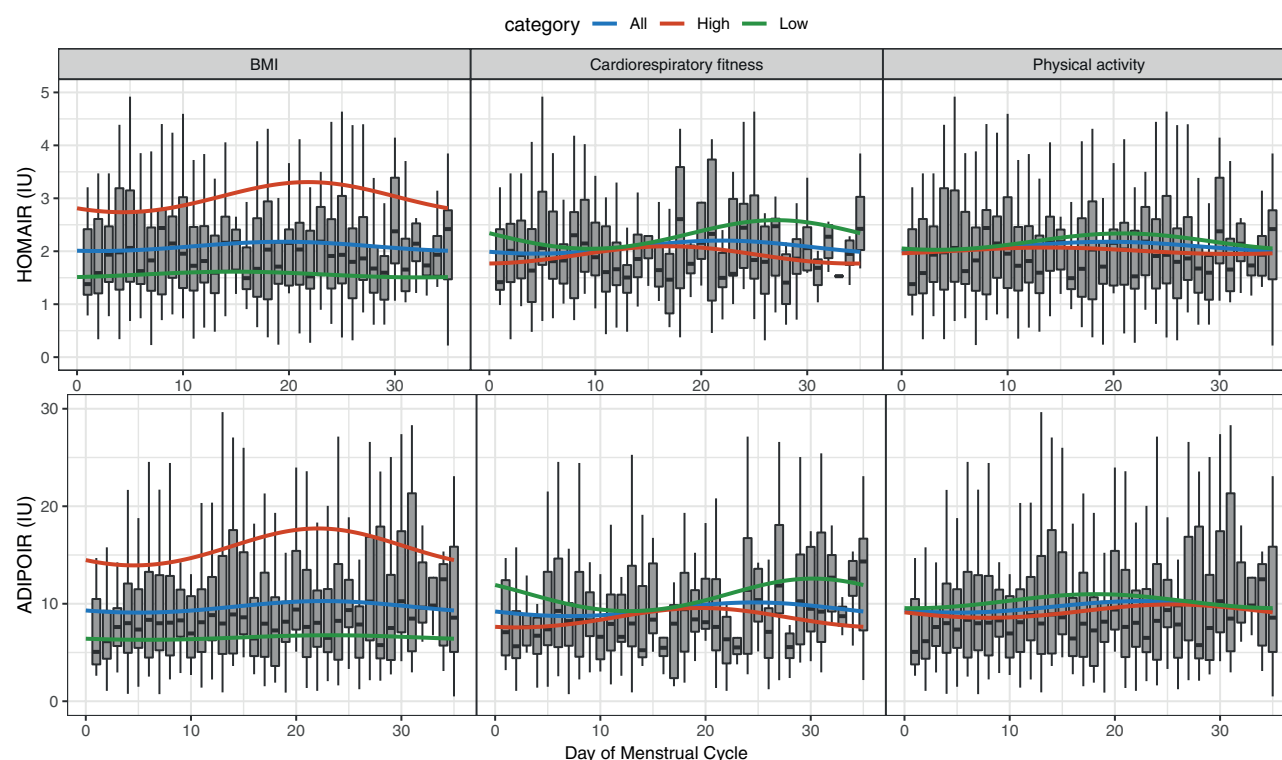 category All High Low
BMI Cardiorespiratory fitness Physical activity
HOMAIR (IU)
5
4
3
2
1
0
0 10 20 30 0 10 20 30 0 10 20 30
ADIPOIR (IU)
30
20
10
0
0 10 20 30 0 10 20 30 0 10 20 30
Day of Menstrual Cycle